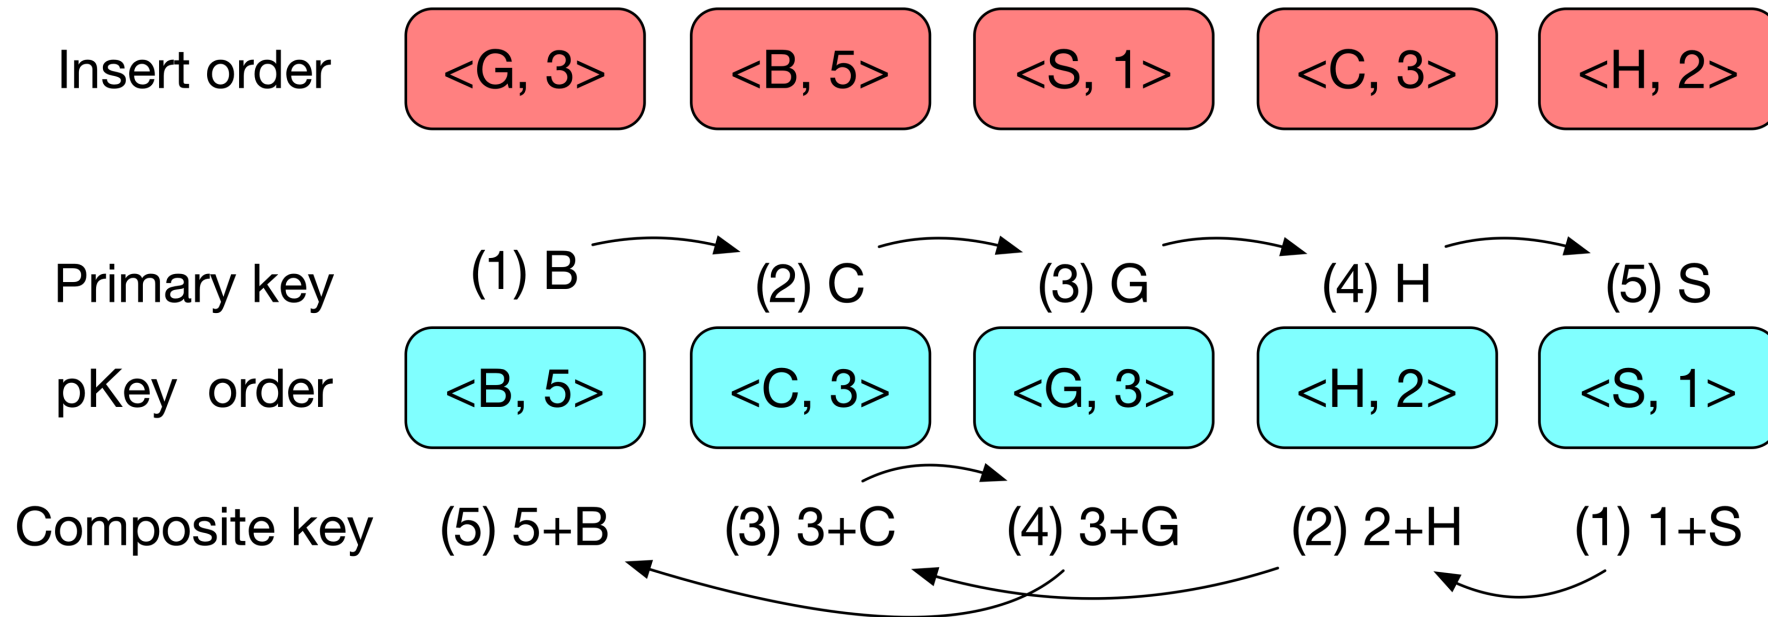 Insert order <G, 3> <B, 5> <S, 1> <C, 3> <H, 2>
Primary key (1) B (2) C (3) G (4) H (5) S
pKey order <B, 5> <C, 3> <G, 3> <H, 2> <S, 1>
Composite key (5) 5+B (3) 3+C (4) 3+G (2) 2+H (1) 1+S